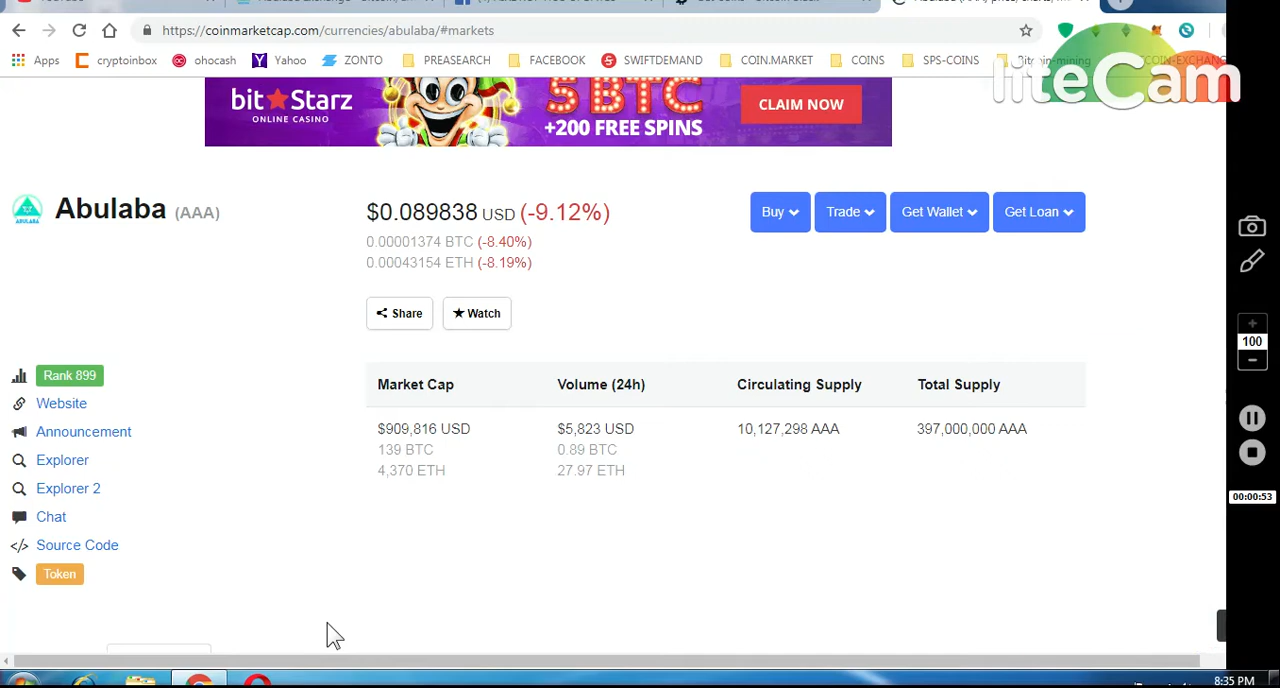 https://coinmarketcap.com/currencies/abulaba/#markets
Apps cryptoinbox ohocash Yahoo ZONTO PREASEARCH FACEBOOK SWIFTDEMAND COIN.MARKET COINS SPS-COINS
liteCam
bit★Starz
ONLINE CASINO
5 BTC
+200 FREE SPINS
CLAIM NOW
ABULABA
Abulaba (AAA)
$0.089838 USD (-9.12%)
0.00001374 BTC (-8.40%)
0.00043154 ETH (-8.19%)
Buy Trade Get Wallet Get Loan
Share Watch
100
Rank 899
Website
Announcement
Explorer
Explorer 2
Chat
Source Code
Token
Market Cap Volume (24h) Circulating Supply Total Supply
$909,816 USD $5,823 USD 10,127,298 AAA 397,000,000 AAA
139 BTC 0.89 BTC
4,370 ETH 27.97 ETH
00:00:53
8:35 PM